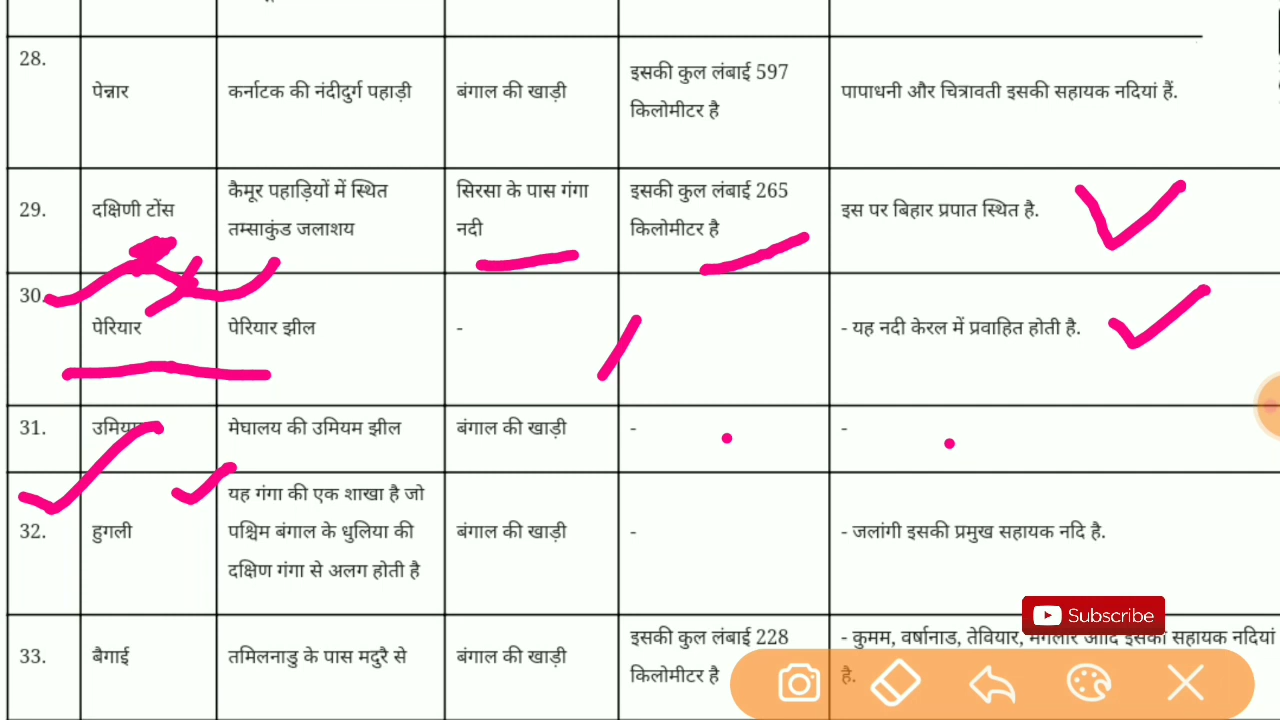 28.
पेन्नार
कर्नाटक की नंदीदुर्ग पहाड़ी
बंगाल की खाड़ी
इसकी कुल लंबाई 597
किलोमीटर है
पापाधनी और चित्रावती इसकी सहायक नदियां हैं.
29.
दक्षिणी टोंस
कैमूर पहाड़ियों में स्थित
तम्साकुंड जलाशय
सिरसा के पास गंगा
नदी
इसकी कुल लंबाई 265
किलोमीटर है
इस पर बिहार प्रपात स्थित है.
30.
पेरियार
पेरियार झील
-
- यह नदी केरल में प्रवाहित होती है.
31.
मेघालय की उमियम झील
बंगाल की खाड़ी
-
-
32.
हुगली
यह गंगा की एक शाखा है जो
पश्चिम बंगाल के धुलिया की
दक्षिण गंगा से अलग होती है
बंगाल की खाड़ी
-
- जलांगी इसकी प्रमुख सहायक नदि है.
33.
बैगाई
तमिलनाडु के पास मदुरै से
बंगाल की खाड़ी
इसकी कुल लंबाई 228
किलोमीटर है
- कुमम, वर्षानाड, तेवियार, सहायक नदियां
है.
Subscribe